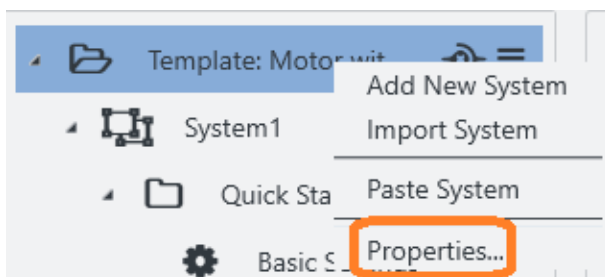 Template: Motor wit
Add New System
System1
Import System
Quick Sta
Paste System
Basic S
Properties...